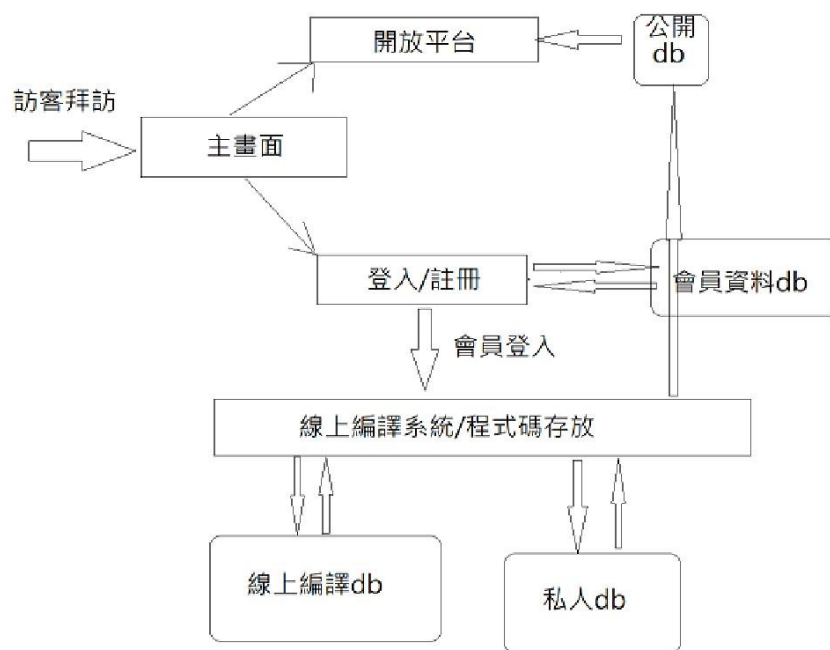 公開
db
開放平台
訪客拜訪
主畫面
登入/註冊
會員資料db
會員登入
線上編譯系統/程式碼存放
線上編譯db
私人db